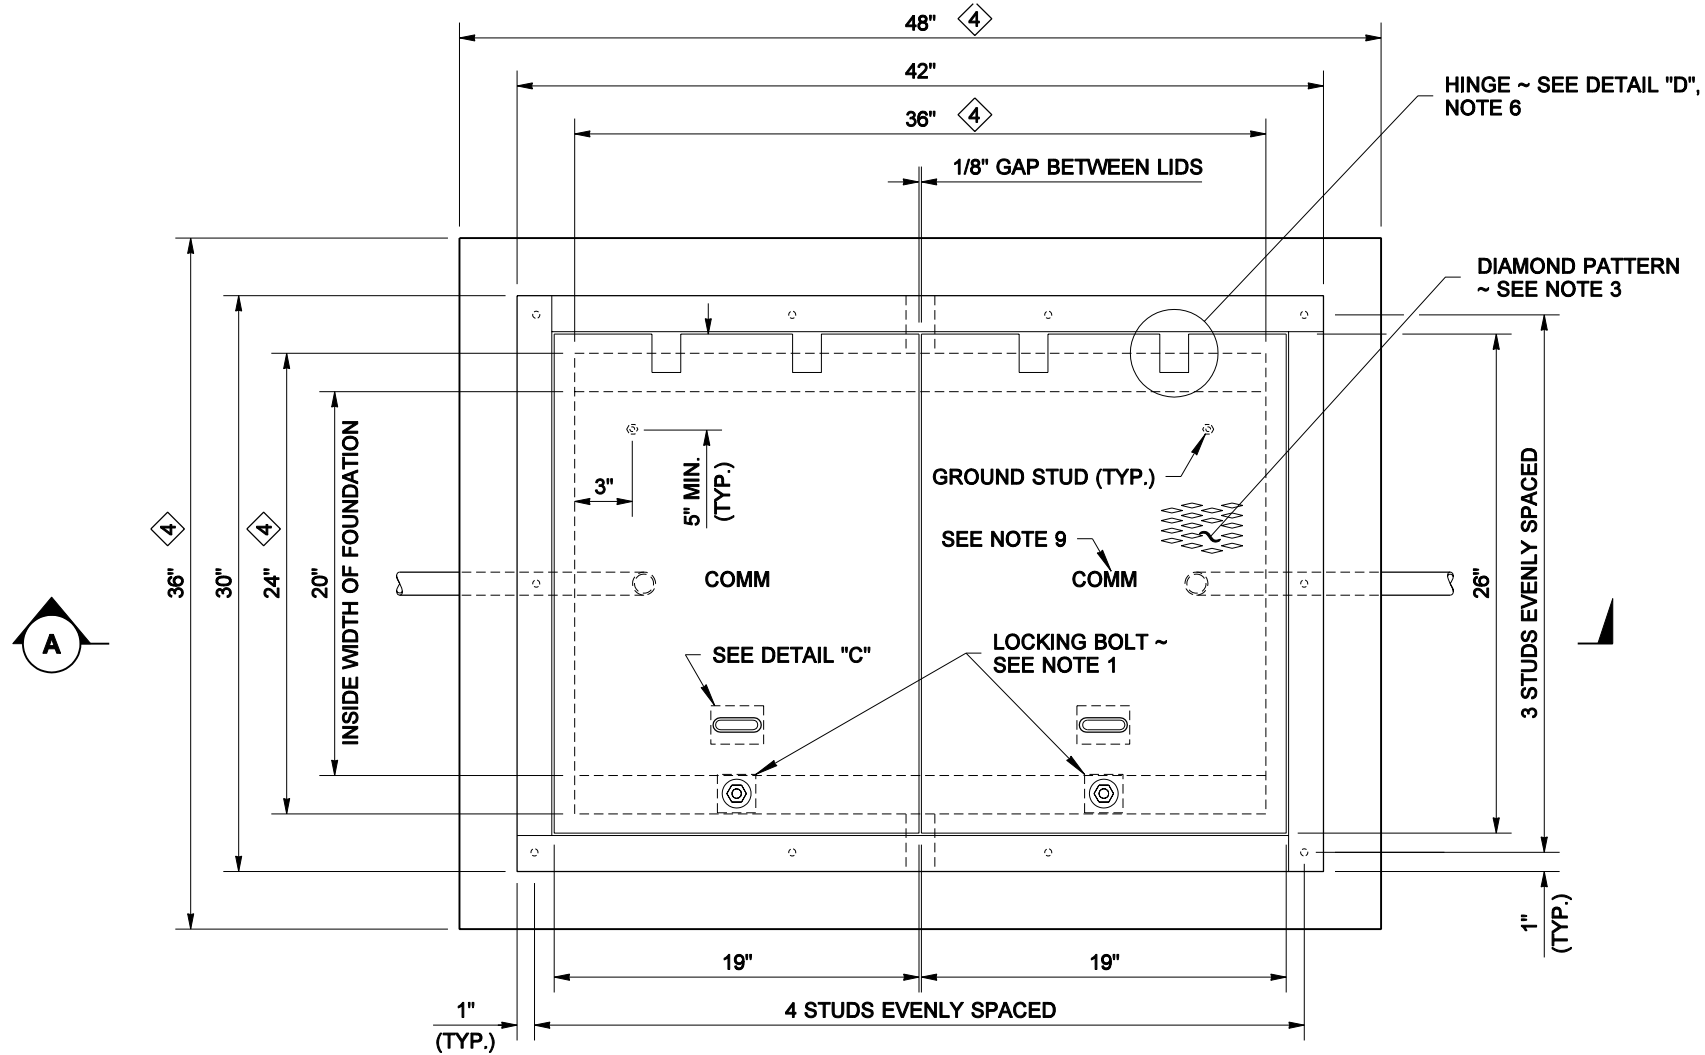 48" 4
42"
36" 4
1/8" GAP BETWEEN LIDS
HINGE ~ SEE DETAIL "D",
NOTE 6
DIAMOND PATTERN
~ SEE NOTE 3
4
36"
30"
4
24"
20"
INSIDE WIDTH OF FOUNDATION
3"
5" MIN.
(TYP.)
GROUND STUD (TYP.)
SEE NOTE 9
COMM
COMM
SEE DETAIL "C"
LOCKING BOLT ~
SEE NOTE 1
26"
3 STUDS EVENLY SPACED
A
1"
(TYP.)
19"
19"
4 STUDS EVENLY SPACED
1"
(TYP.)